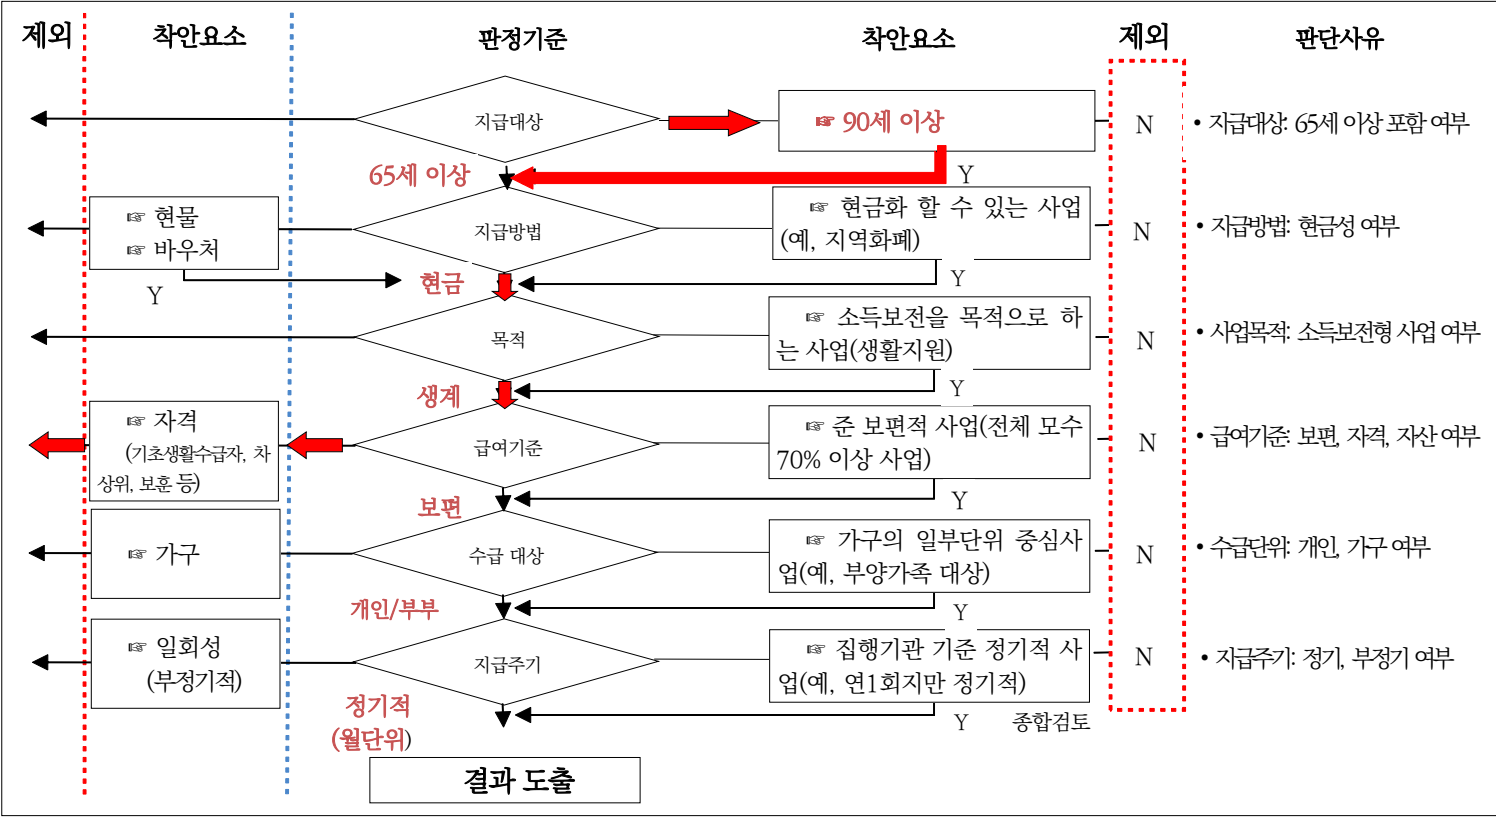 제외 착안요소 판정기준 착안요소 제외 판단사유
지급대상
☞ 90세 이상
N
• 지급대상: 65세 이상 포함 여부
65세 이상
Y
☞ 현물
☞ 바우처
지급방법
☞ 현금화 할 수 있는 사업
(예, 지역화폐)
N
• 지급방법: 현금성 여부
Y
현금
Y
목적
☞ 소득보전을 목적으로 하
는 사업(생활지원)
N
• 사업목적: 소득보전형 사업 여부
생계
Y
☞ 자격
(기초생활수급자, 차
상위, 보훈 등)
급여기준
☞ 준 보편적 사업(전체 모수
70% 이상 사업)
N
• 급여기준: 보편, 자격, 자산 여부
보편
Y
☞ 가구
수급 대상
☞ 가구의 일부단위 중심사
업(예, 부양가족 대상)
N
• 수급단위: 개인, 가구 여부
개인/부부
Y
☞ 일회성
(부정기적)
지급주기
☞ 집행기관 기준 정기적 사
업(예, 연1회지만 정기적)
N
• 지급주기: 정기, 부정기 여부
정기적
(월단위)
Y 종합검토
결과 도출